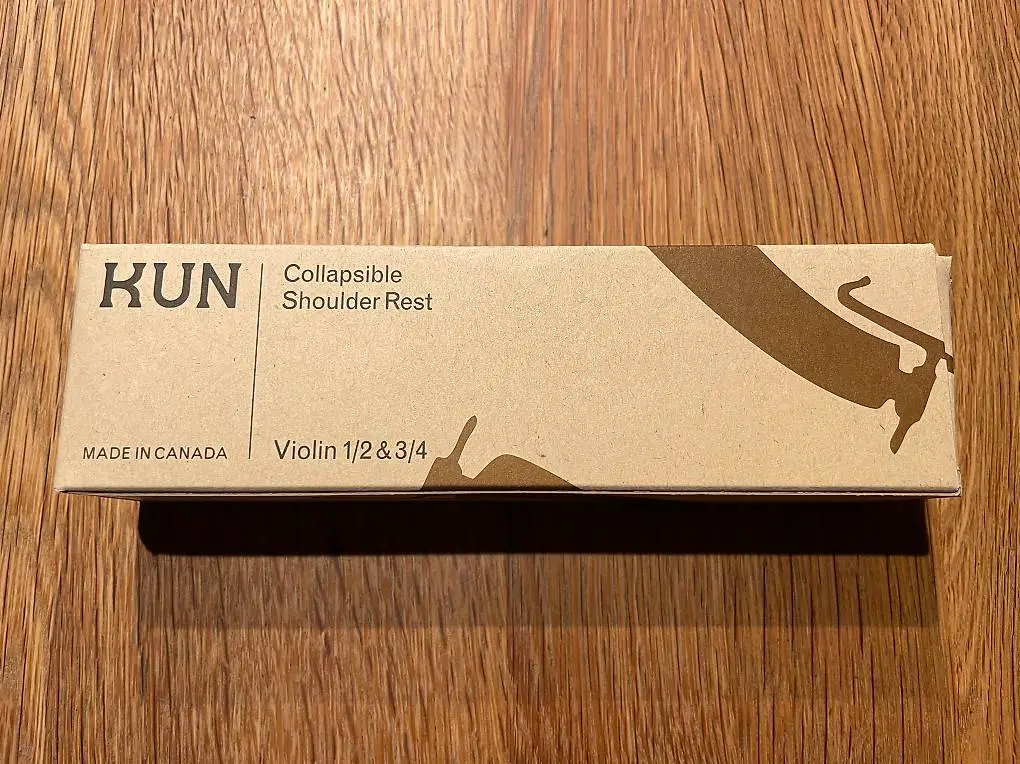 KUN
Collapsible
Shoulder Rest
MADE IN CANADA
Violin 1/2 & 3/4